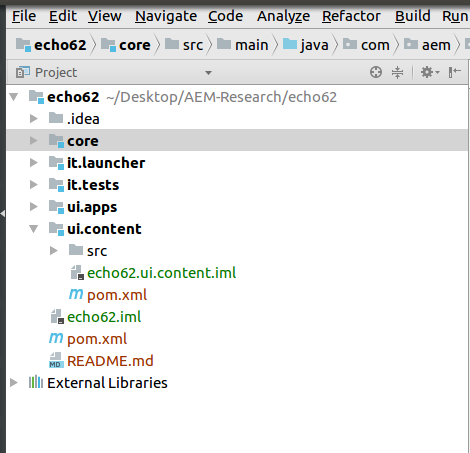 File Edit View Navigate Code Analyze Refactor Build Run
echo62 core src main java com aem
Project
echo62 ~/Desktop/AEM-Research/echo62
.idea
core
it.launcher
it.tests
ui.apps
ui.content
src
echo62.ui.content.iml
pom.xml
echo62.iml
pom.xml
MD README.md
External Libraries